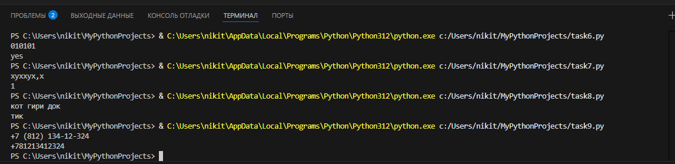 ПРОБЛЕМЫ 2 ВЫХОДНЫЕ ДАННЫЕ КОНСОЛЬ ОТЛАДКИ ТЕРМИНАЛ ПОРТЫ
PS C:\Users\nikit\MyPythonProjects> & C:\Users\nikit\AppData\Local\Programs\Python\Python312\python.exe c:/Users/nikit/MyPythonProjects/task6.py
010101
yes
PS C:\Users\nikit\MyPythonProjects> & C:\Users\nikit\AppData\Local\Programs\Python\Python312\python.exe c:/Users/nikit/MyPythonProjects/task7.py
xyxxyx,x
1
PS C:\Users\nikit\MyPythonProjects> & C:\Users\nikit\AppData\Local\Programs\Python\Python312\python.exe c:/Users/nikit/MyPythonProjects/task8.py
кот гири док
тик
PS C:\Users\nikit\MyPythonProjects> & C:\Users\nikit\AppData\Local\Programs\Python\Python312\python.exe c:/Users/nikit/MyPythonProjects/task9.py
+7 (812) 134-12-324
+781213412324
PS C:\Users\nikit\MyPythonProjects>